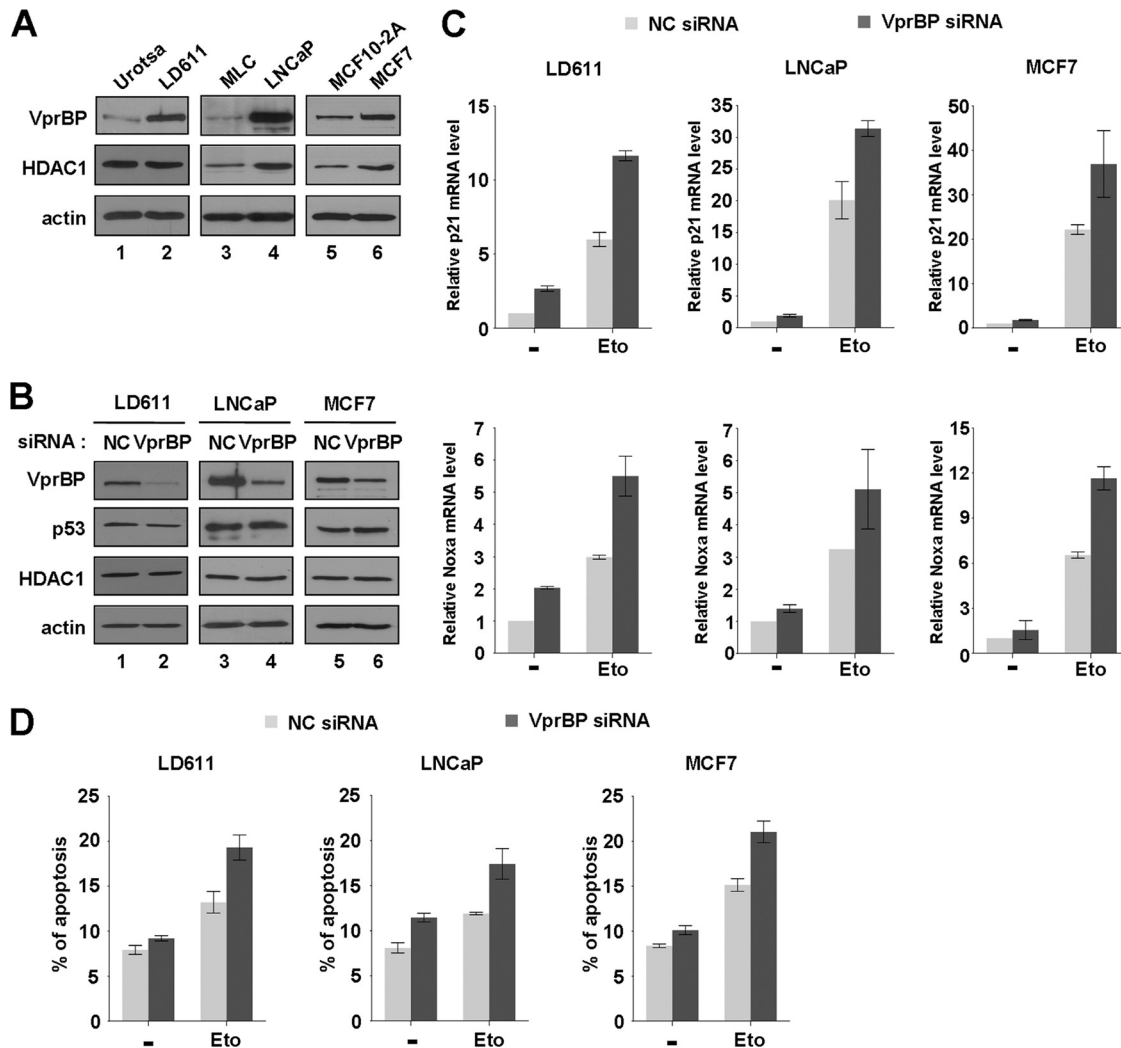 A
Urotsa LD611 MLC LNCaP MCF10-2A MCF7
VprBP
HDAC1
actin
1 2 3 4 5 6
B
LD611 LNCaP MCF7
siRNA : NC VprBP NC VprBP NC VprBP
VprBP
p53
HDAC1
actin
1 2 3 4 5 6
C
NC siRNA VprBP siRNA
LD611
Relative p21 mRNA level
15
10
5
0
- Eto
LNCaP
Relative p21 mRNA level
35
30
25
20
15
10
5
0
- Eto
MCF7
Relative p21 mRNA level
50
40
30
20
10
0
- Eto
Relative Noxa mRNA level
7
6
5
4
3
2
1
0
- Eto
Relative Noxa mRNA level
7
6
5
4
3
2
1
0
- Eto
Relative Noxa mRNA level
15
12
9
6
3
0
- Eto
D
NC siRNA VprBP siRNA
LD611
% of apoptosis
25
20
15
10
5
0
- Eto
LNCaP
% of apoptosis
25
20
15
10
5
0
- Eto
MCF7
% of apoptosis
25
20
15
10
5
0
- Eto